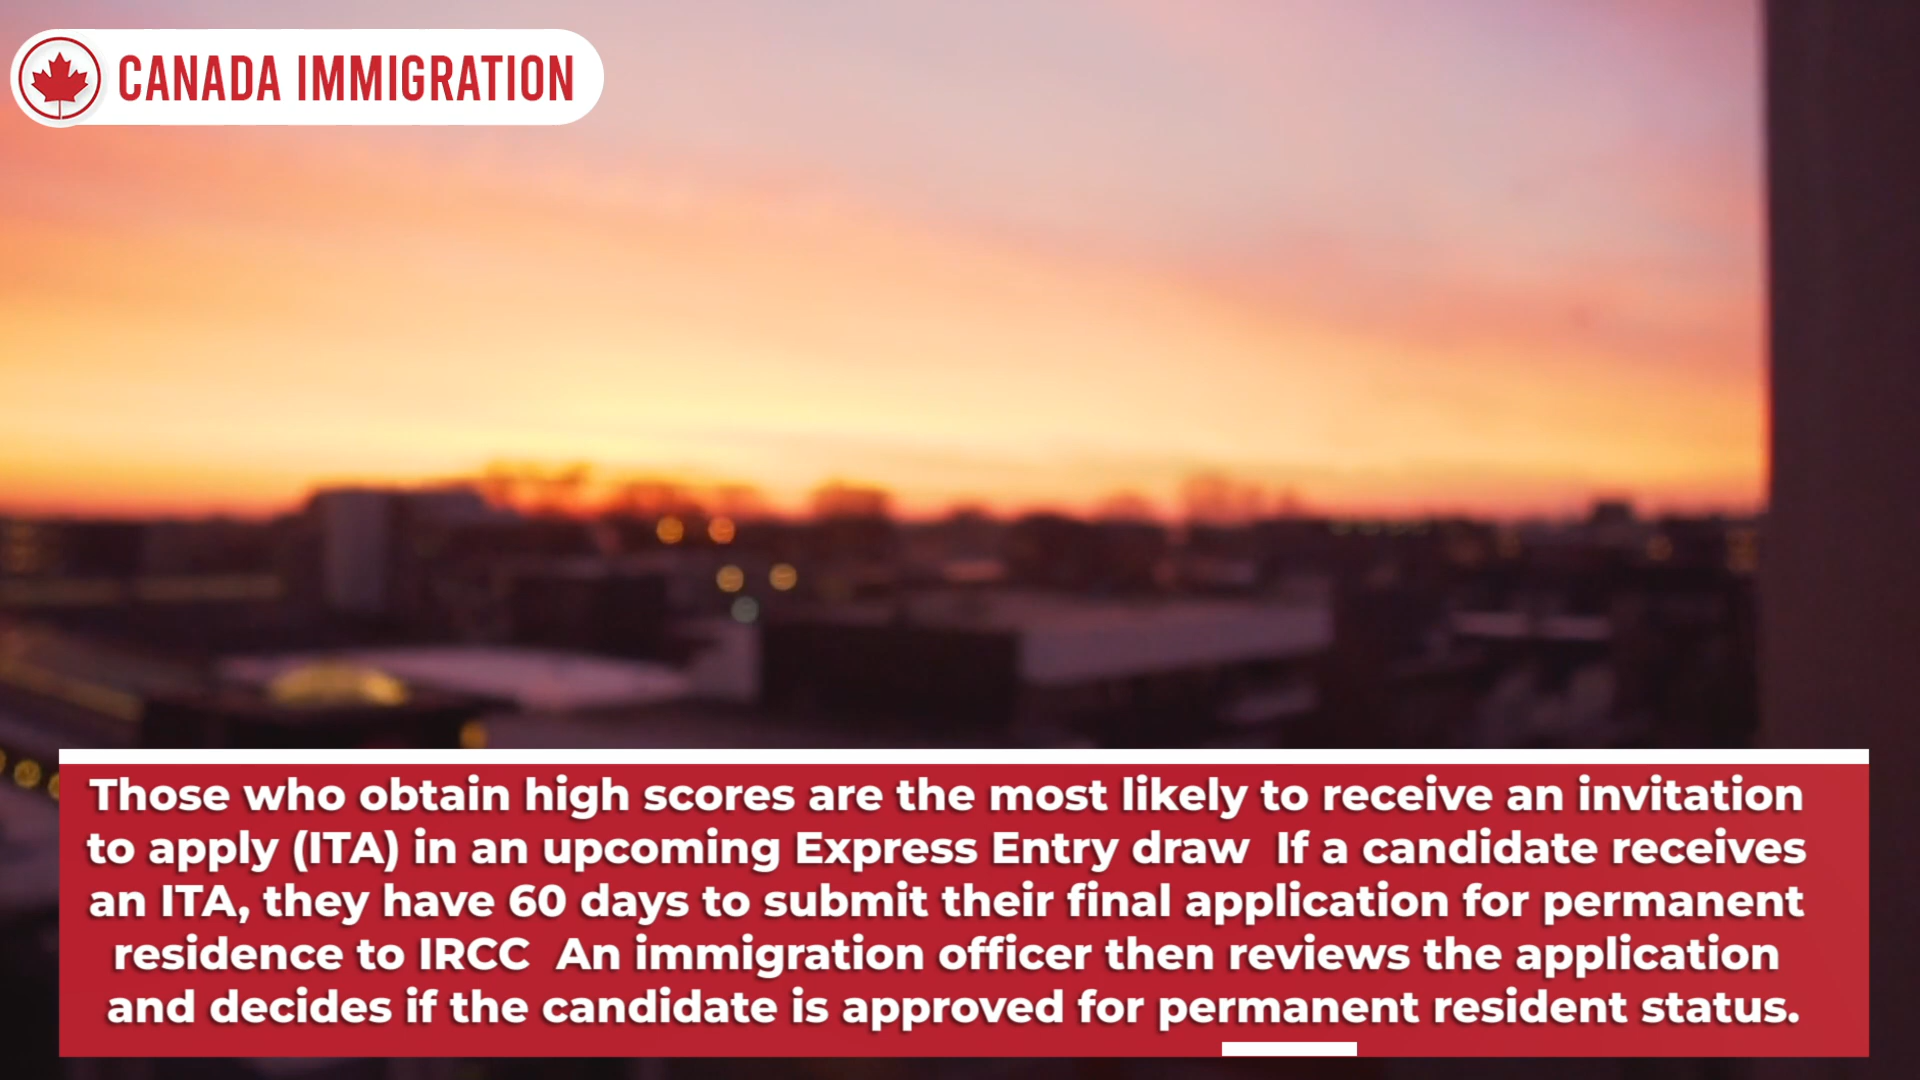 CANADA IMMIGRATION
Those who obtain high scores are the most likely to receive an invitation
to apply (ITA) in an upcoming Express Entry draw  If a candidate receives
an ITA, they have 60 days to submit their final application for permanent
residence to IRCC  An immigration officer then reviews the application
and decides if the candidate is approved for permanent resident status.